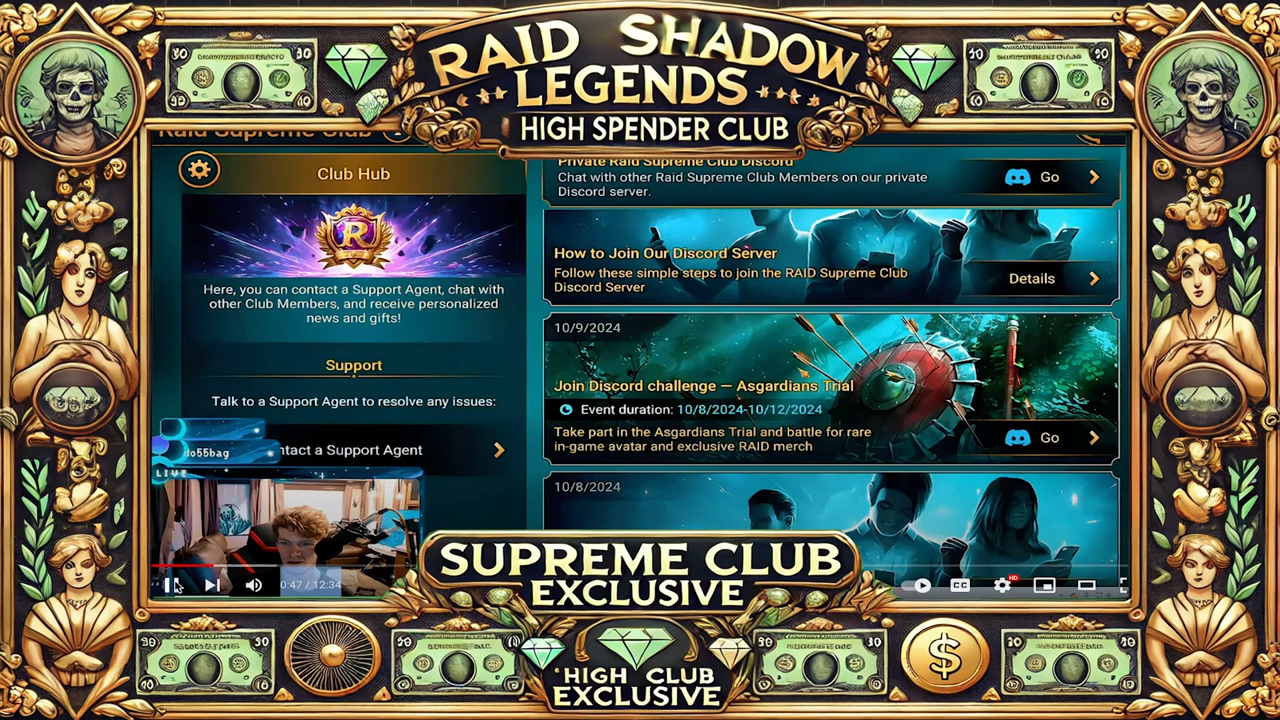 RAID SHADOW
LEGENDS
HIGH SPENDER CLUB
Raid Supreme Club
Club Hub
Here, you can contact a Support Agent, chat with
other Club Members, and receive personalized
news and gifts!
Support
Talk to a Support Agent to resolve any issues:
ntact a Support Agent
do55bag
LIVE
0:47 / 12:34
Private Raid Supreme Club Discord
Chat with other Raid Supreme Club Members on our private
Discord server.
Go
How to Join Our Discord Server
Follow these simple steps to join the RAID Supreme Club
Discord Server
Details
10/9/2024
Join Discord challenge — Asgardians Trial
Event duration: 10/8/2024-10/12/2024
Take part in the Asgardians Trial and battle for rare
in-game avatar and exclusive RAID merch
Go
10/8/2024
CC
HD
SUPREME CLUB
EXCLUSIVE
$
'HIGH CLUB
EXCLUSIVE